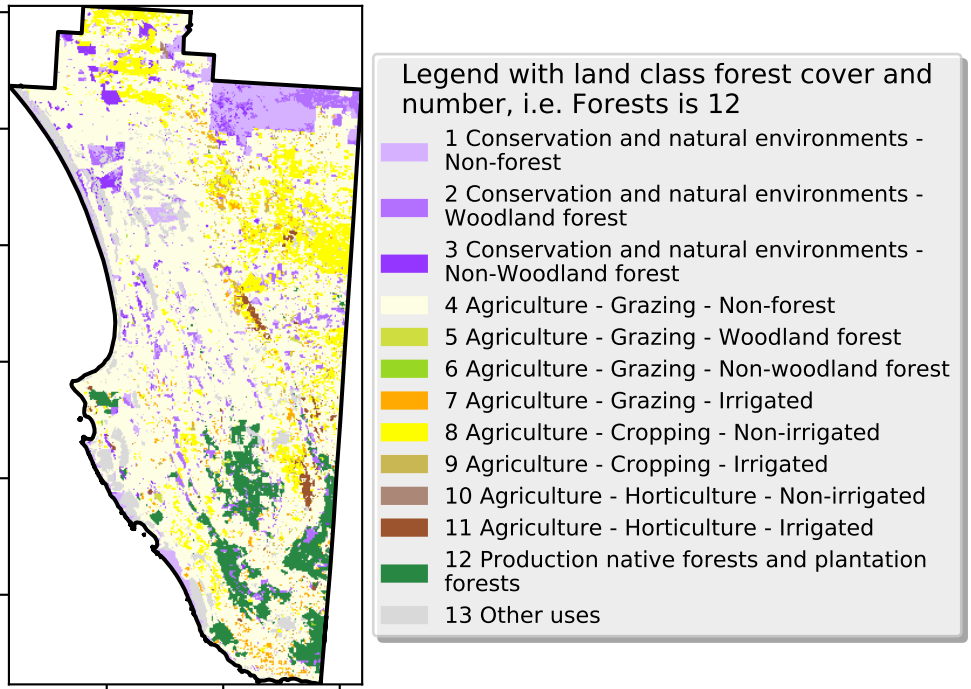 Legend with land class forest cover and
number, i.e. Forests is 12
1 Conservation and natural environments -
Non-forest
2 Conservation and natural environments -
Woodland forest
3 Conservation and natural environments -
Non-Woodland forest
4 Agriculture - Grazing - Non-forest
5 Agriculture - Grazing - Woodland forest
6 Agriculture - Grazing - Non-woodland forest
7 Agriculture - Grazing - Irrigated
8 Agriculture - Cropping - Non-irrigated
9 Agriculture - Cropping - Irrigated
10 Agriculture - Horticulture - Non-irrigated
11 Agriculture - Horticulture - Irrigated
12 Production native forests and plantation
forests
13 Other uses